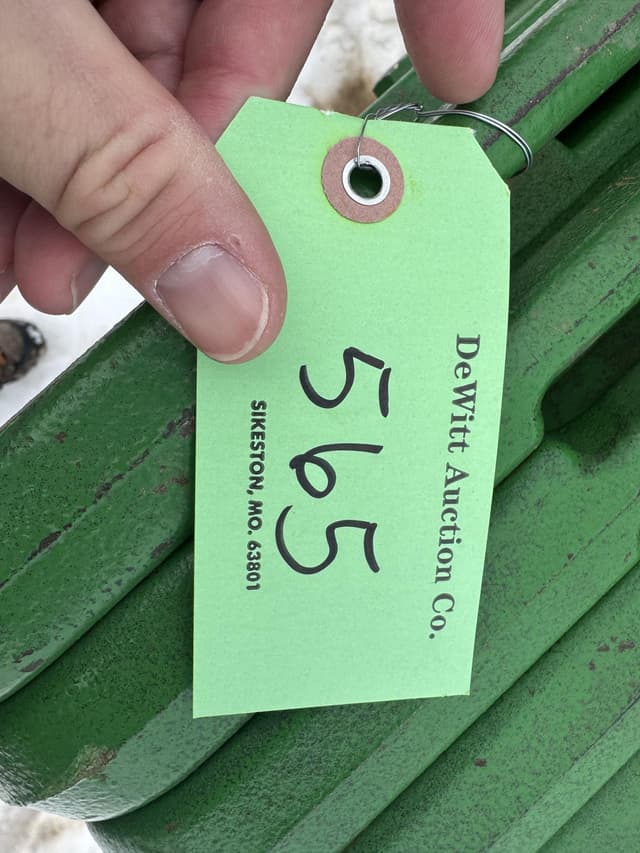 DeWitt Auction Co.
565
SIKESTON, MO. 63801